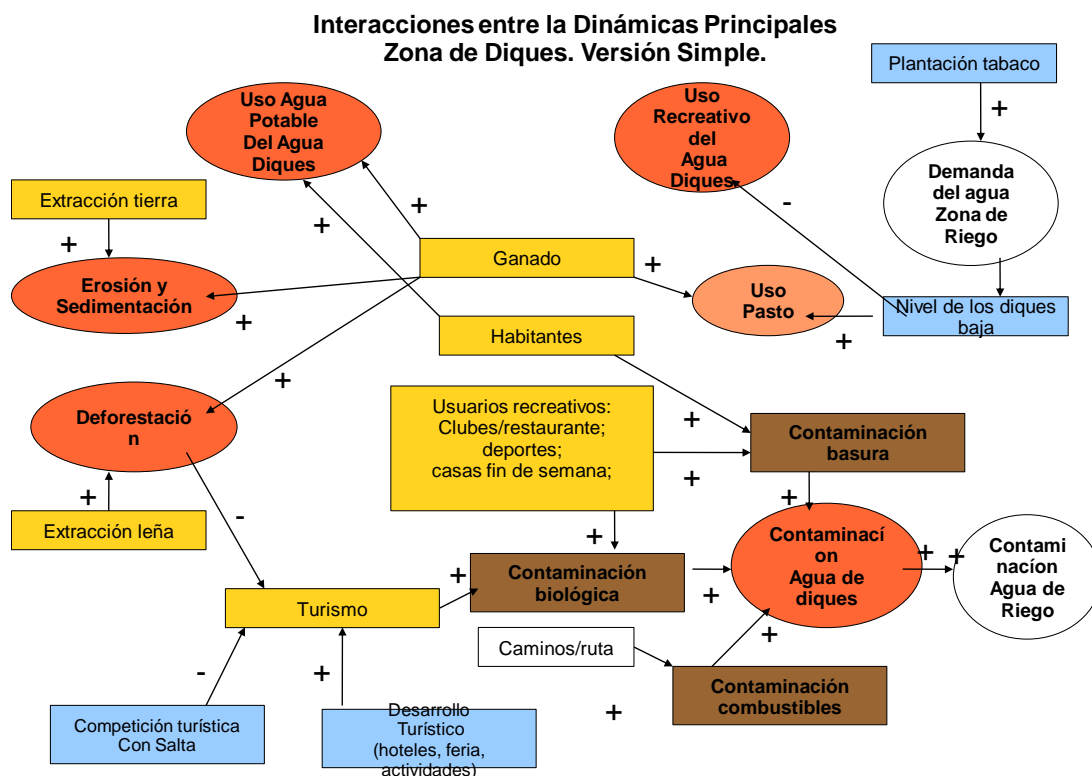 Interacciones entre la Dinámicas Principales
Zona de Diques. Versión Simple.
Plantación tabaco
+
Uso Agua
Potable
Del Agua
Diques
Uso
Recreativo
del
Agua
Diques
Demanda
del agua
Zona de
Riego
-
Extracción tierra
+
+
+
Ganado
+
Erosión y
Sedimentación
+
Uso
Pasto
+
Nivel de los diques
baja
Habitantes
+
Deforestació
n
Usuarios recreativos:
Clubes/restaurante;
deportes;
casas fin de semana;
+
+
Contaminación
basura
+
Extracción leña
-
+
+
Contaminací
on
Agua de
diques
+
+
Contami
nacíon
Agua de
Riego
+
Contaminación
biológica
+
Turismo
Caminos/ruta
+
-
+
+
Contaminación
combustibles
Competición turística
Con Salta
Desarrollo
Turístico
(hoteles, feria,
actividades)